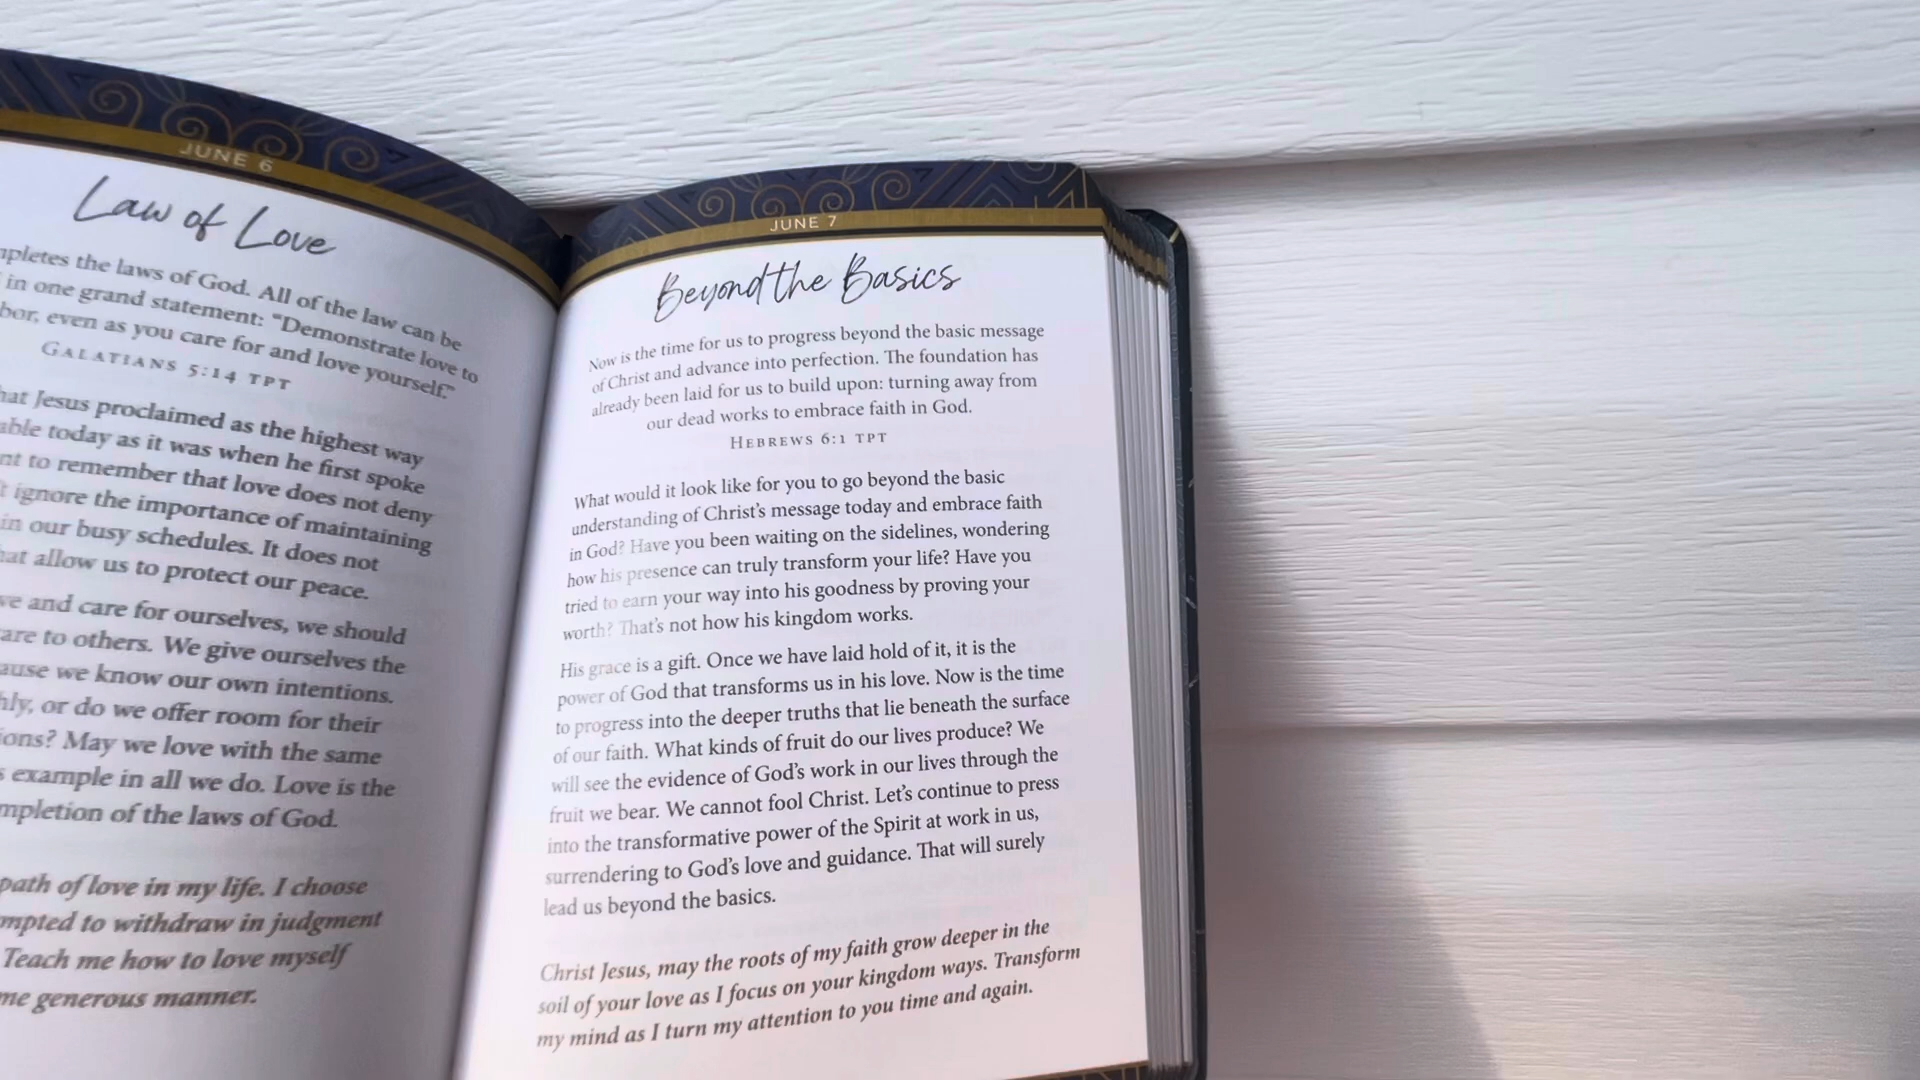 JUNE 6
Law of Love
the laws of God. All of the law can be
in one grand statement: "Demonstrate love to
even as you care for and love yourself."
GALATIANS 5:14 TPT
Jesus proclaimed as the highest way
today as it was when he first spoke
to remember that love does not deny
ignore the importance of maintaining
in our busy schedules. It does not
allow us to protect our peace.
and care for ourselves, we should
to others. We give ourselves the
we know our own intentions.
or do we offer room for their
May we love with the same
example in all we do. Love is the
of the laws of God.
path of love in my life. I choose
to withdraw in judgment
Teach me how to love myself
generous manner.
JUNE 7
Beyond the Basics
Now is the time for us to progress beyond the basic message
of Christ and advance into perfection. The foundation has
already been laid for us to build upon: turning away from
our dead works to embrace faith in God.
HEBREWS 6:1 TPT
What would it look like for you to go beyond the basic
understanding of Christ's message today and embrace faith
in God? Have you been waiting on the sidelines, wondering
how his presence can truly transform your life? Have you
tried to earn your way into his goodness by proving your
worth? That's not how his kingdom works.
His grace is a gift. Once we have laid hold of it, it is the
power of God that transforms us in his love. Now is the time
to progress into the deeper truths that lie beneath the surface
of our faith. What kinds of fruit do our lives produce? We
will see the evidence of God's work in our lives through the
fruit we bear. We cannot fool Christ. Let's continue to press
into the transformative power of the Spirit at work in us,
surrendering to God's love and guidance. That will surely
lead us beyond the basics.
Christ Jesus, may the roots of my faith grow deeper in the
soil of your love as I focus on your kingdom ways. Transform
my mind as I turn my attention to you time and again.